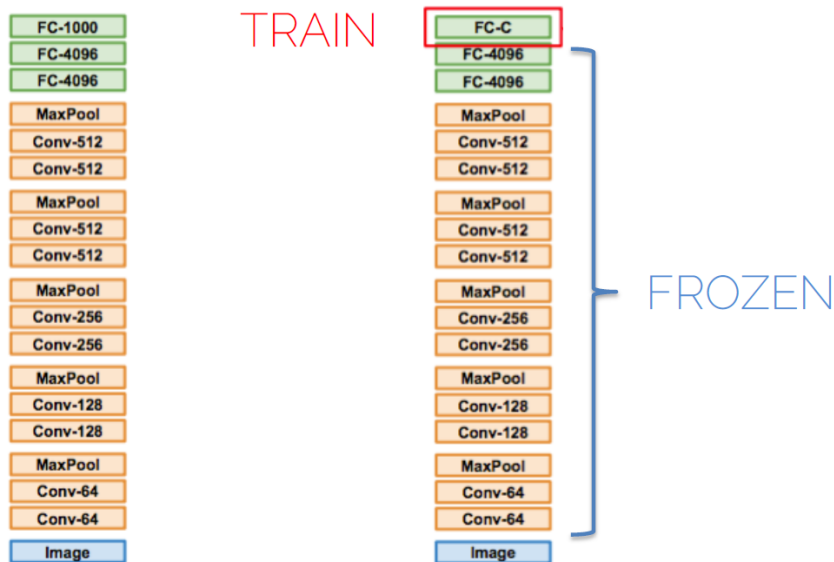 TRAIN
FC-1000
FC-4096
FC-4096
MaxPool
Conv-512
Conv-512
MaxPool
Conv-512
Conv-512
MaxPool
Conv-256
Conv-256
MaxPool
Conv-128
Conv-128
MaxPool
Conv-64
Conv-64
Image
FC-C
FC-4096
FC-4096
MaxPool
Conv-512
Conv-512
MaxPool
Conv-512
Conv-512
MaxPool
Conv-256
Conv-256
MaxPool
Conv-128
Conv-128
MaxPool
Conv-64
Conv-64
Image
FROZEN